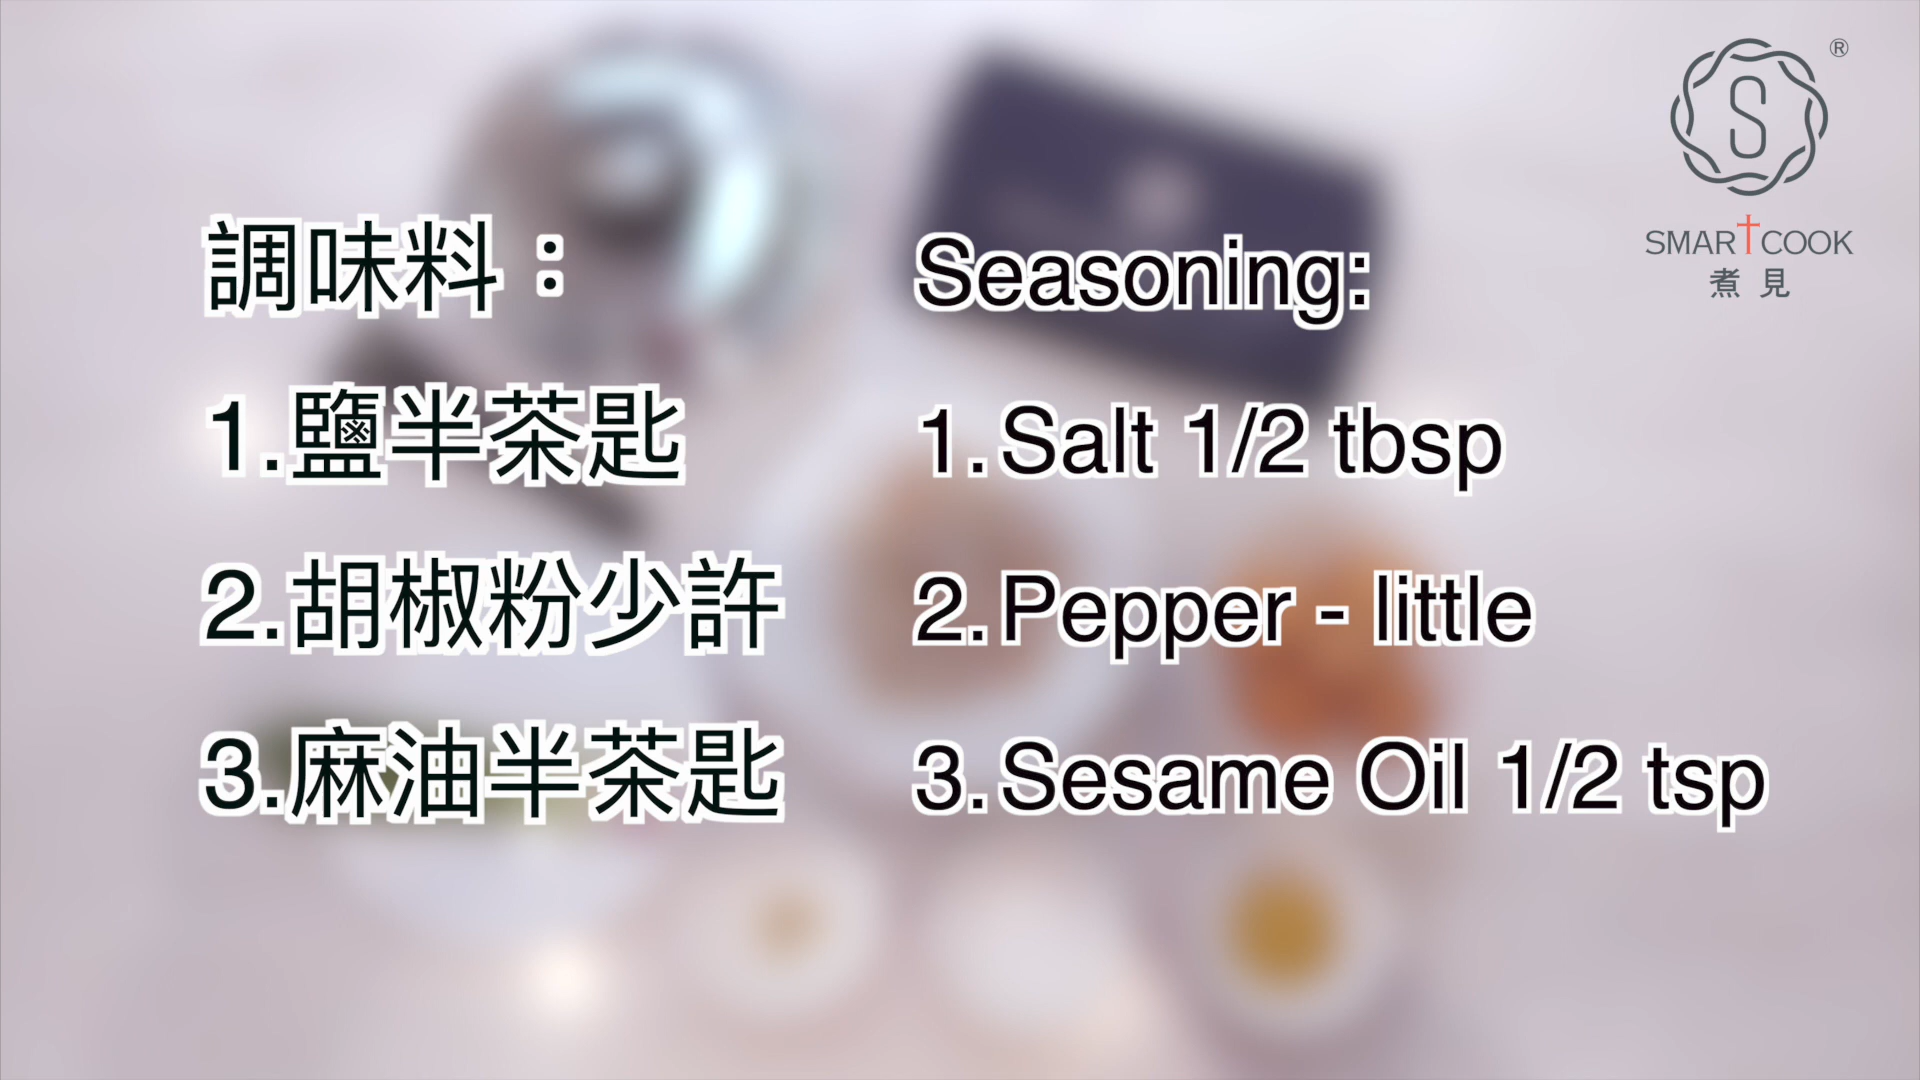 調味料：
1.鹽半茶匙
2.胡椒粉少許
3.麻油半茶匙
Seasoning:
1.Salt 1/2 tbsp
2.Pepper - little
3.Sesame Oil 1/2 tsp
S ®
SMARTCOOK
煮見